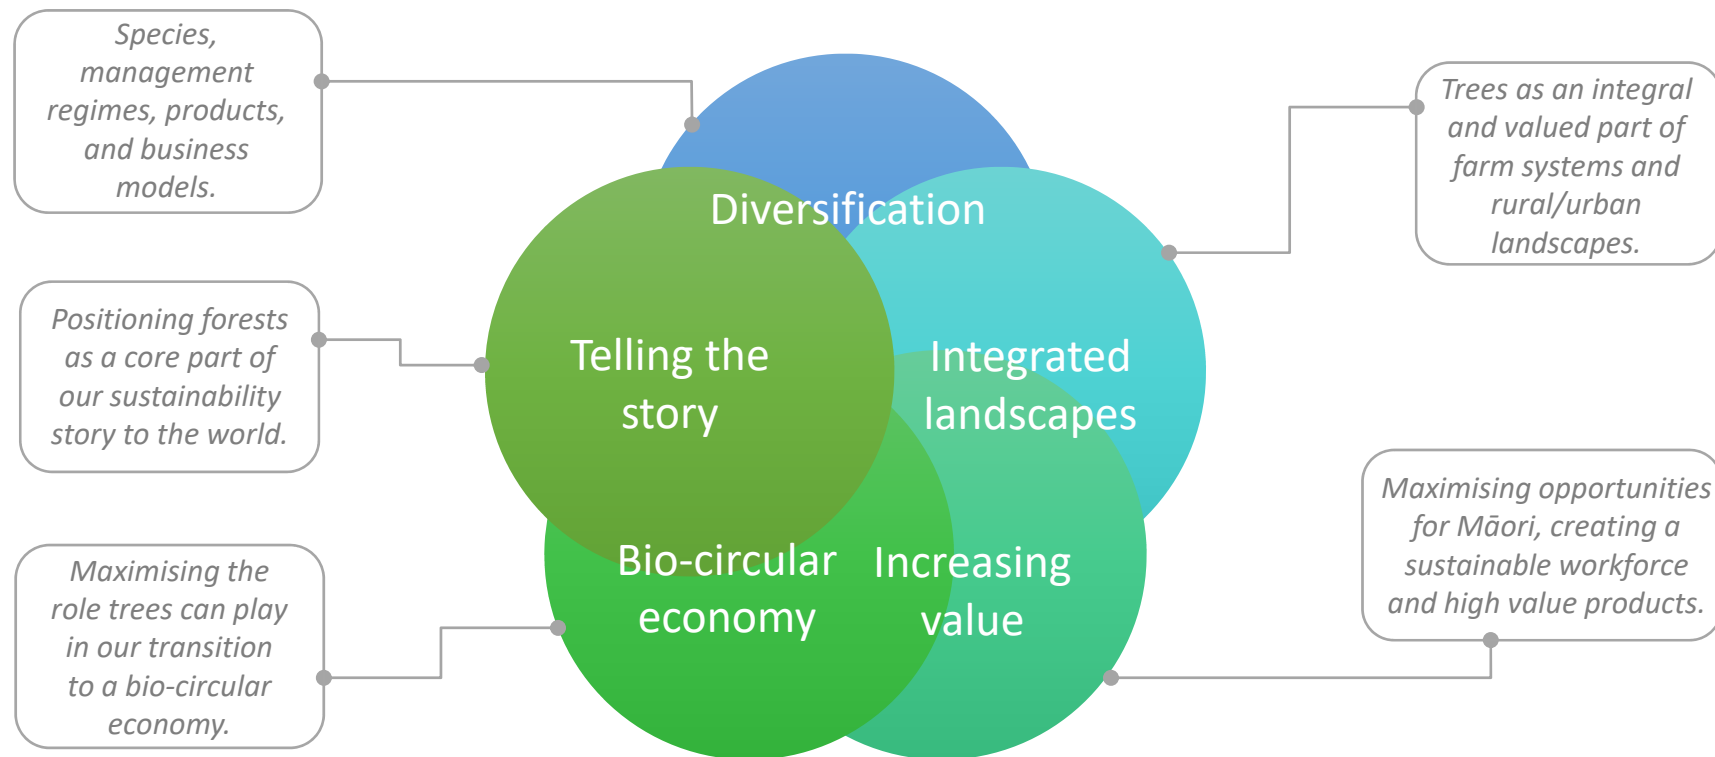 Species,
management
regimes, products,
and business
models.
Diversification
Trees as an integral
and valued part of
farm systems and
rural/urban
landscapes.
Positioning forests
as a core part of
our sustainability
story to the world.
Telling the
story
Integrated
landscapes
Maximising the
role trees can play
in our transition
to a bio-circular
economy.
Bio-circular
economy
Increasing
value
Maximising opportunities
for Māori, creating a
sustainable workforce
and high value products.